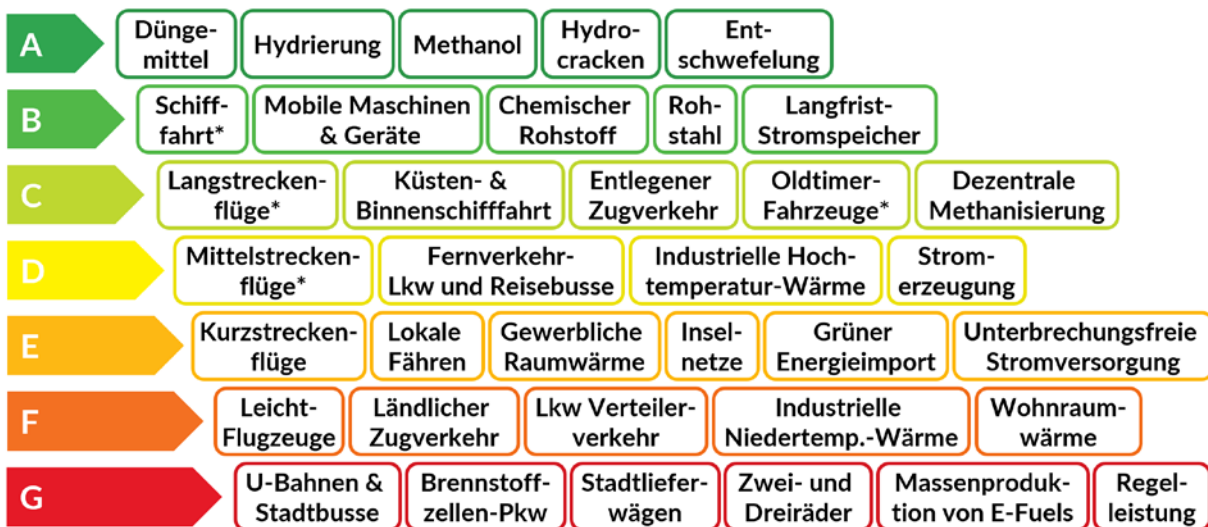 A
Dünge-
mittel
Hydrierung
Methanol
Hydro-
cracken
Ent-
schwefelung
B
Schiff-
fahrt*
Mobile Maschinen
& Geräte
Chemischer
Rohstoff
Roh-
stahl
Langfrist-
Stromspeicher
C
Langstrecken-
flüge*
Küsten- &
Binnenschifffahrt
Entlegener
Zugverkehr
Oldtimer-
Fahrzeuge*
Dezentrale
Methanisierung
D
Mittelstrecken-
flüge*
Fernverkehr-
Lkw und Reisebusse
Industrielle Hoch-
temperatur-Wärme
Strom-
erzeugung
E
Kurzstrecken-
flüge
Lokale
Fähren
Gewerbliche
Raumwärme
Insel-
netze
Grüner
Energieimport
Unterbrechungsfreie
Stromversorgung
F
Leicht-
Flugzeuge
Ländlicher
Zugverkehr
Lkw Verteiler-
verkehr
Industrielle
Niedertemp.-Wärme
Wohnraum-
wärme
G
U-Bahnen &
Stadtbusse
Brennstoff-
zellen-Pkw
Stadtliefer-
wägen
Zwei- und
Dreiräder
Massenproduk-
tion von E-Fuels
Regel-
leistung